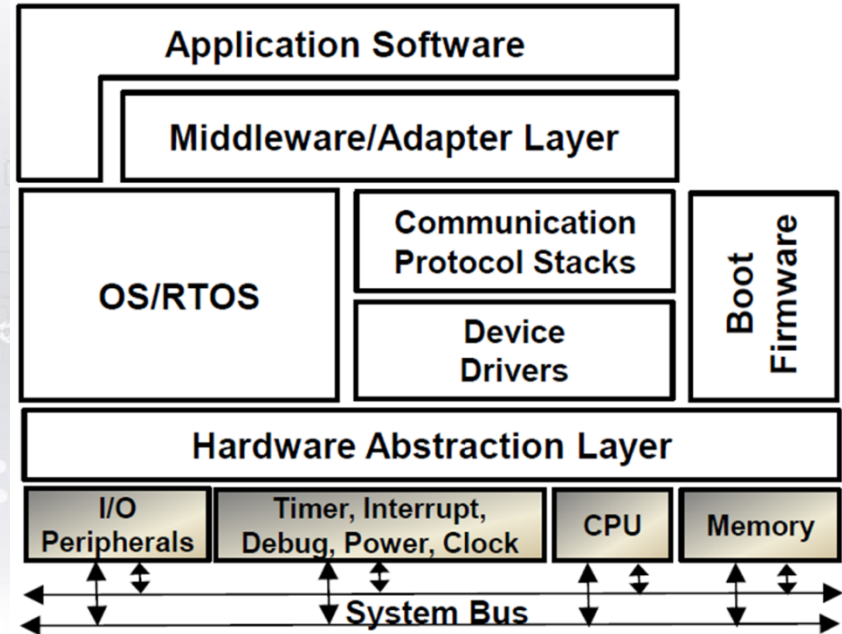 Application Software
Middleware/Adapter Layer
OS/RTOS
Communication
Protocol Stacks
Device
Drivers
Boot
Firmware
Hardware Abstraction Layer
I/O
Peripherals
Timer, Interrupt,
Debug, Power, Clock
CPU
Memory
System Bus